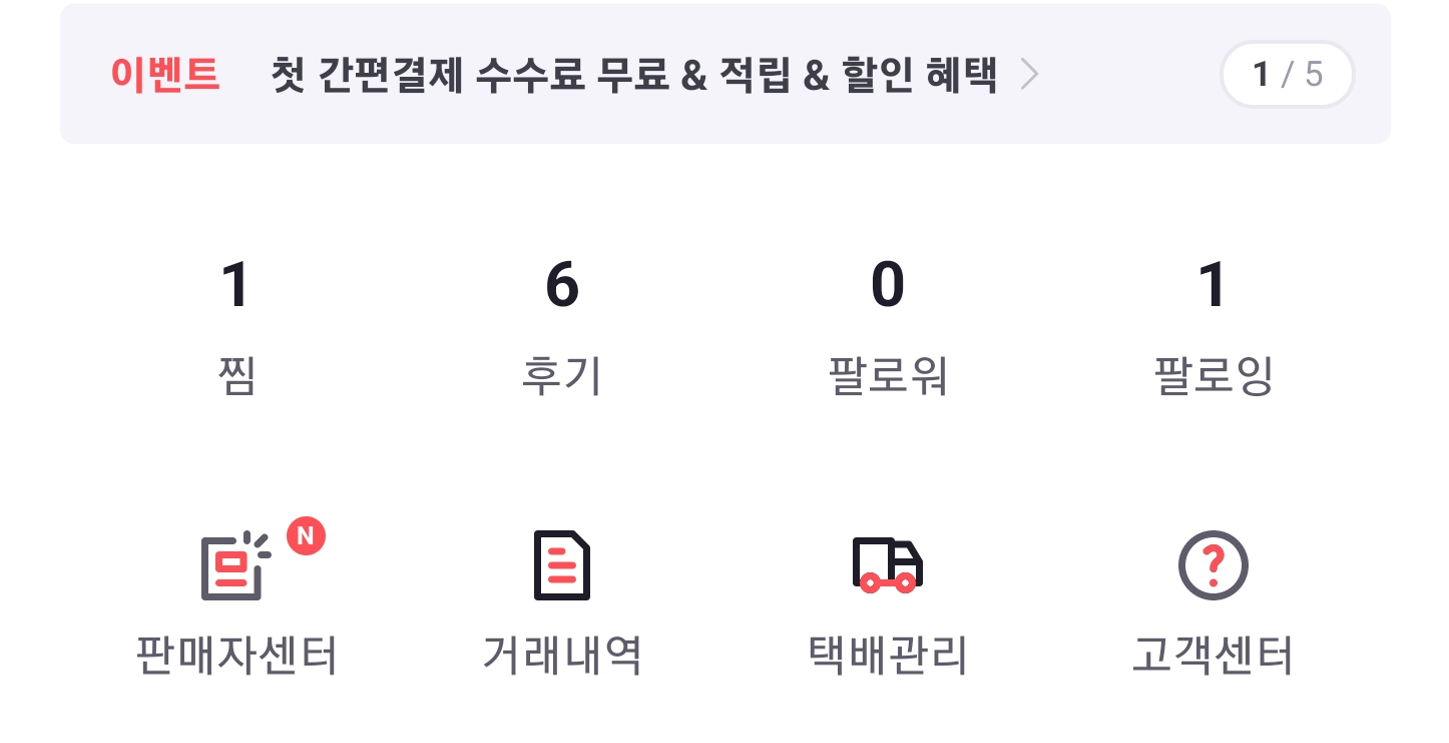 이벤트 첫 간편결제 수수료 무료 & 적립 & 할인 혜택 1 / 5
1 6 0 1
찜 후기 팔로워 팔로잉
N
판매자센터 거래내역 택배관리 고객센터